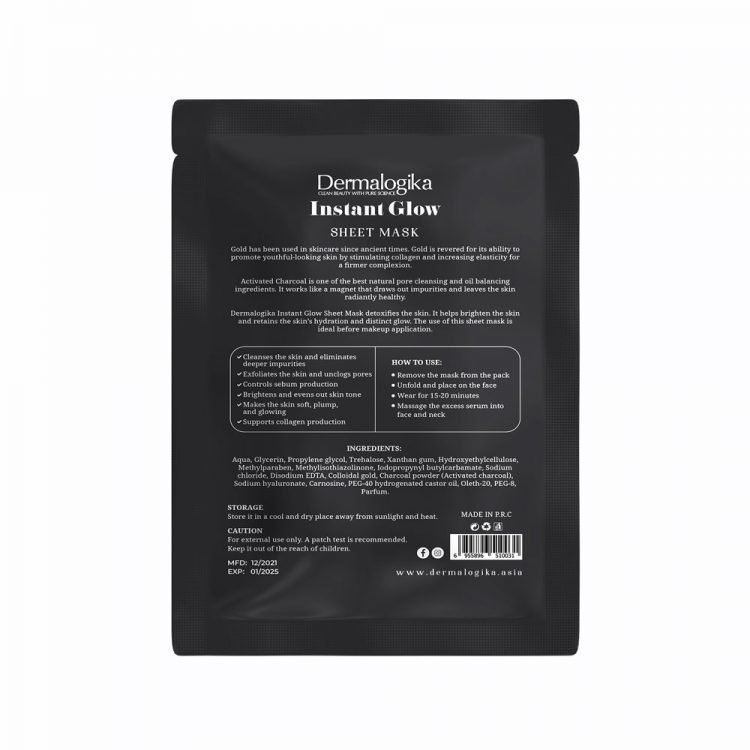 Dermalogika
CLEAN BEAUTY WITH PURE SCIENCE
Instant Glow
SHEET MASK
Gold has been used in skincare since ancient times. Gold is revered for its ability to
promote youthful-looking skin by stimulating collagen and increasing elasticity for
a firmer complexion.
Activated Charcoal is one of the best natural pore cleansing and oil balancing
ingredients. It works like a magnet that draws out impurities and leaves the skin
radiantly healthy.
Dermalogika Instant Glow Sheet Mask detoxifies the skin. It helps brighten the skin
and retains the skin's hydration and distinct glow. The use of this sheet mask is
ideal before makeup application.
✓ Cleanses the skin and eliminates
deeper impurities
✓ Exfoliates the skin and unclogs pores
✓ Controls sebum production
✓ Brightens and evens out skin tone
✓ Makes the skin soft, plump,
and glowing
✓ Supports collagen production
HOW TO USE:
• Remove the mask from the pack
• Unfold and place on the face
• Wear for 15-20 minutes
• Massage the excess serum into
face and neck
INGREDIENTS:
Aqua, Glycerin, Propylene glycol, Trehalose, Xanthan gum, Hydroxyethylcellulose,
Methylparaben, Methylisothiazolinone, Iodopropynyl butylcarbamate, Sodium
chloride, Disodium EDTA, Colloidal gold, Charcoal powder (Activated charcoal),
Sodium hyaluronate, Carnosine, PEG-40 hydrogenated castor oil, Oleth-20, PEG-8,
Parfum.
STORAGE
Store it in a cool and dry place away from sunlight and heat.
CAUTION
For external use only. A patch test is recommended.
Keep it out of the reach of children.
MFD: 12/2021
EXP: 01/2025
MADE IN P.R.C
6 955896 510031
www.dermalogika.asia